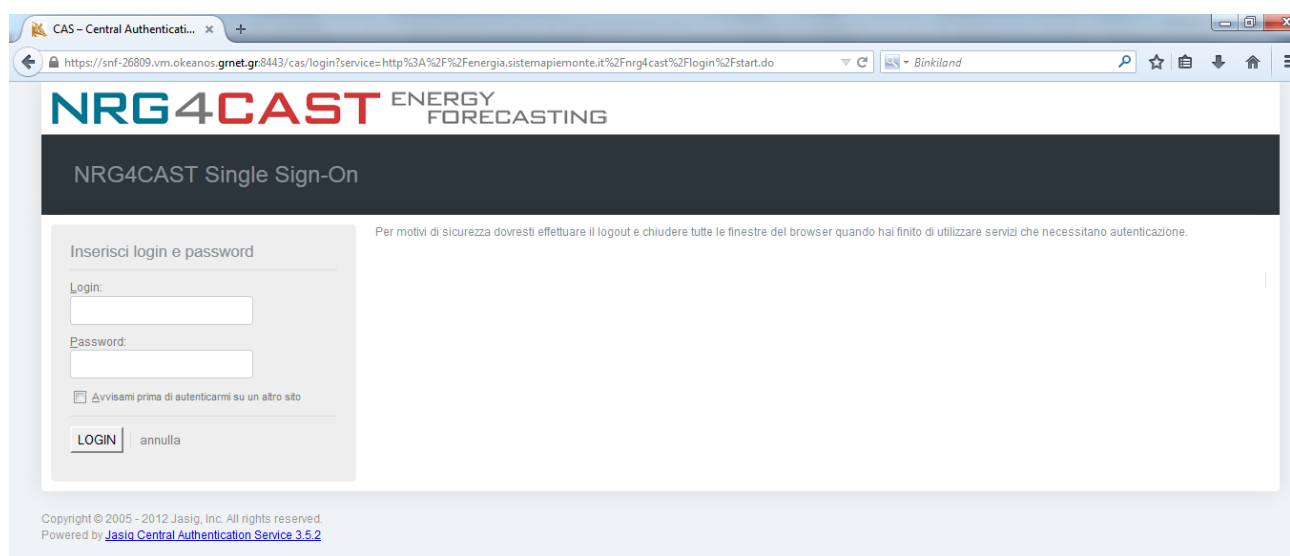 CAS – Central Authenticati...
https://snf-26809.vm.okeanos.grnet.gr:8443/cas/login?service=http%3A%2F%2Fenergia.sistemapiemonte.it%2Fnrg4cast%2Flogin%2Fstart.do
Binkiland
NRG4CAST ENERGY FORECASTING
NRG4CAST Single Sign-On
Inserisci login e password
Login:
Password:
Avvisami prima di autenticarmi su un altro sito
LOGIN annulla
Per motivi di sicurezza dovresti effettuare il logout e chiudere tutte le finestre del browser quando hai finito di utilizzare servizi che necessitano autenticazione.
Copyright © 2005 - 2012 Jasig, Inc. All rights reserved.
Powered by Jasig Central Authentication Service 3.5.2